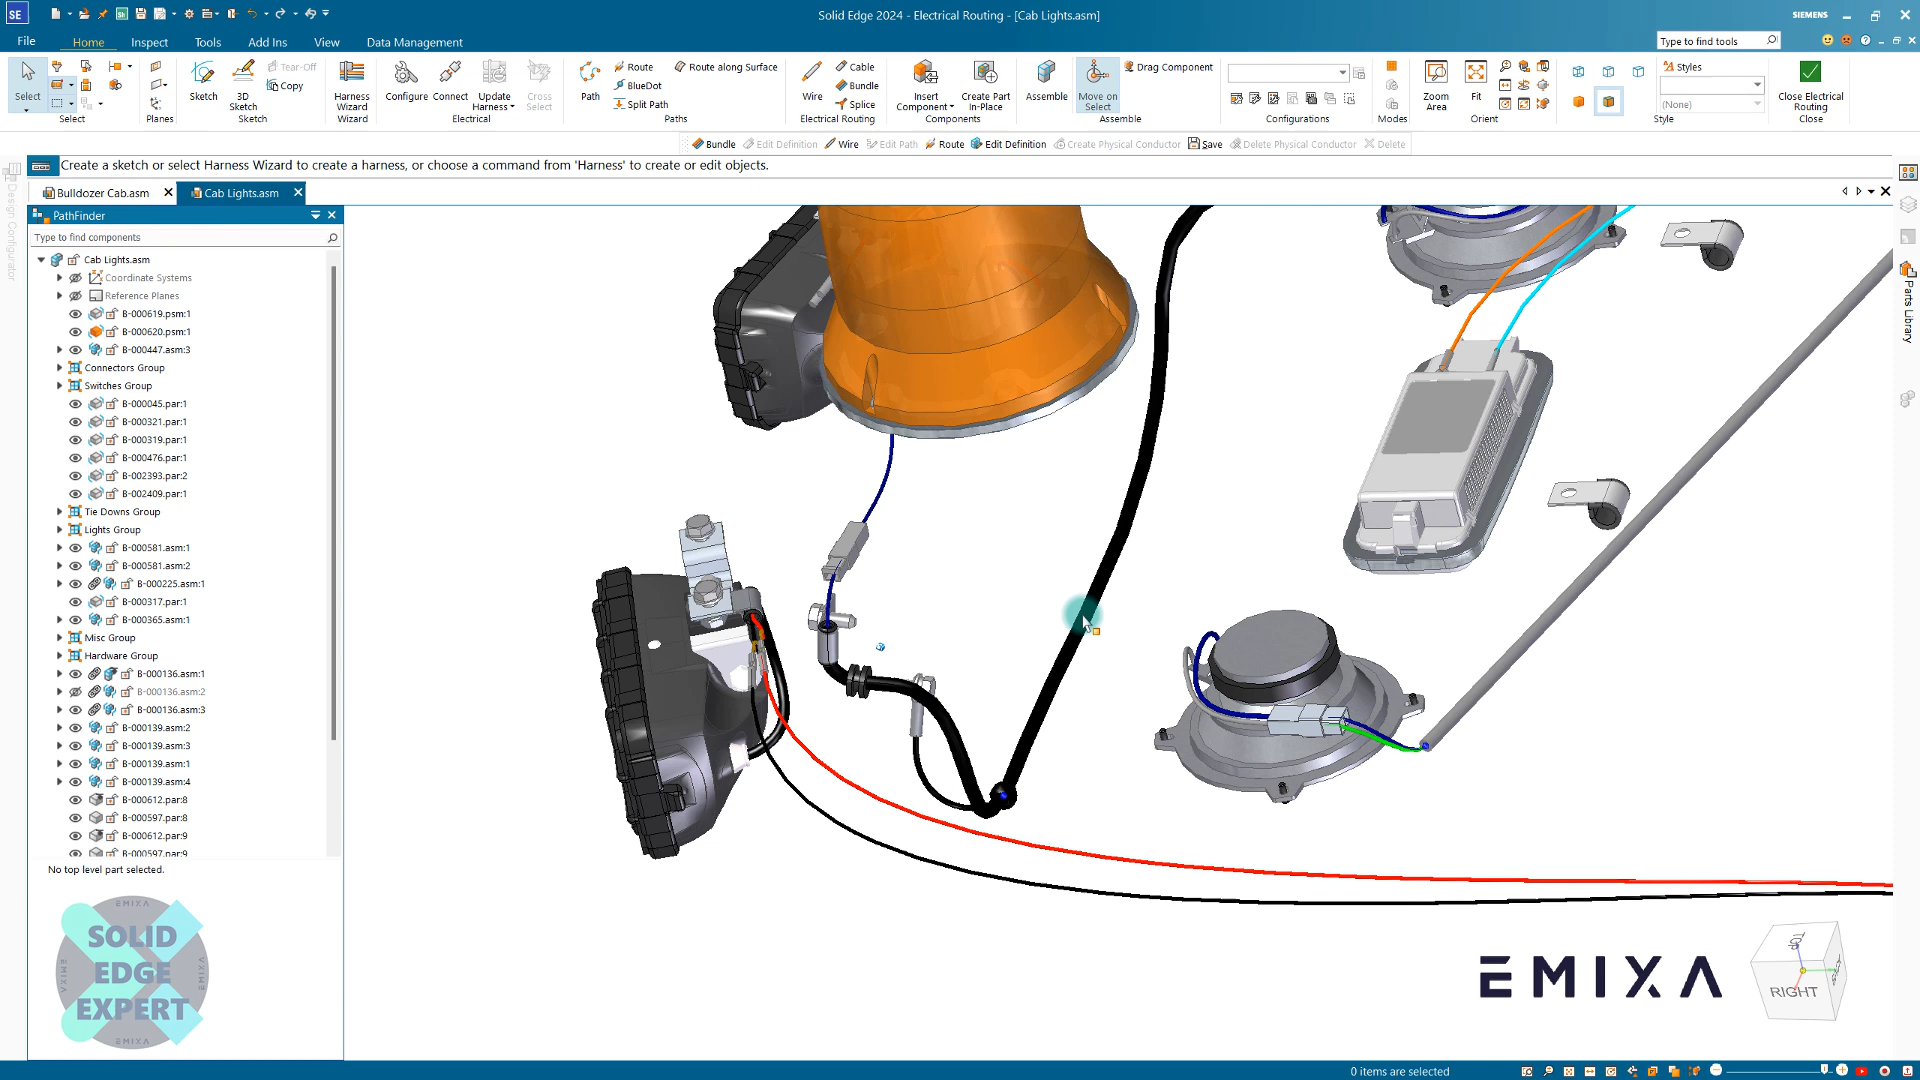 SE
Solid Edge 2024 - Electrical Routing - [Cab Lights.asm]
SIEMENS
File
Home
Inspect
Tools
Add Ins
View
Data Management
Type to find tools
Select
Select
Planes
Sketch
3D
Sketch
Tear-Off
Copy
Sketch
Harness
Wizard
Harness
Wizard
Configure
Connect
Update
Harness
Cross
Select
Electrical
Path
Route
BlueDot
Split Path
Route along Surface
Paths
Wire
Cable
Bundle
Splice
Electrical Routing
Insert
Component
Create Part
In-Place
Components
Assemble
Move on
Select
Drag Component
Assemble
Configurations
Modes
Zoom
Area
Fit
Orient
Styles
(None)
Style
Close Electrical
Routing
Close
Bundle
Edit Definition
Wire
Edit Path
Route
Edit Definition
Create Physical Conductor
Save
Delete Physical Conductor
Delete
Create a sketch or select Harness Wizard to create a harness, or choose a command from 'Harness' to create or edit objects.
Bulldozer Cab.asm
Cab Lights.asm
Design Configurator
PathFinder
Type to find components
Cab Lights.asm
Coordinate Systems
Reference Planes
B-000619.psm:1
B-000620.psm:1
B-000447.asm:3
Connectors Group
Switches Group
B-000045.par:1
B-000321.par:1
B-000319.par:1
B-000476.par:1
B-002393.par:2
B-002409.par:1
Tie Downs Group
Lights Group
B-000581.asm:1
B-000581.asm:2
B-000225.asm:1
B-000317.par:1
B-000365.asm:1
Misc Group
Hardware Group
B-000136.asm:1
B-000136.asm:2
B-000136.asm:3
B-000139.asm:2
B-000139.asm:3
B-000139.asm:1
B-000139.asm:4
B-000612.par:8
B-000597.par:8
B-000612.par:9
B-000597.par:9
No top level part selected.
EMIXA
SOLID
EDGE
EXPERT
EMIXA
EMIXA
EMIXA
Parts Library
EMIXA
TOP
RIGHT
0 items are selected